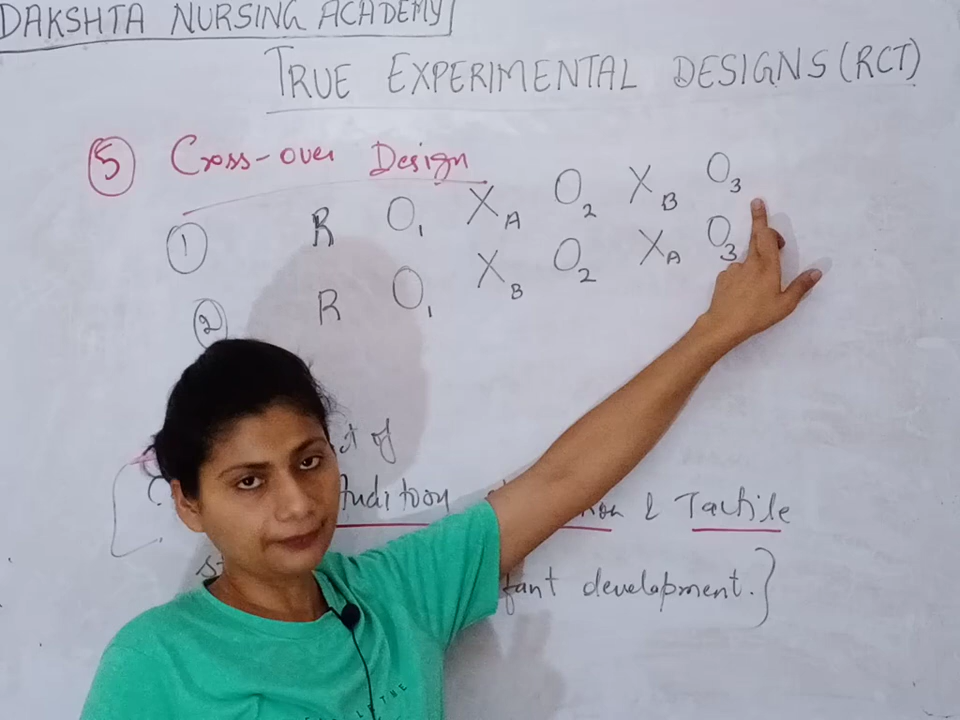 DAKSHTA NURSING ACADEMY
TRUE EXPERIMENTAL DESIGNS (RCT)
5 Cross-over Design
1 R O1 XA O2 XB O3
2 R O1 XB O2 XA O3
of
Auditory & Tactile
development.}